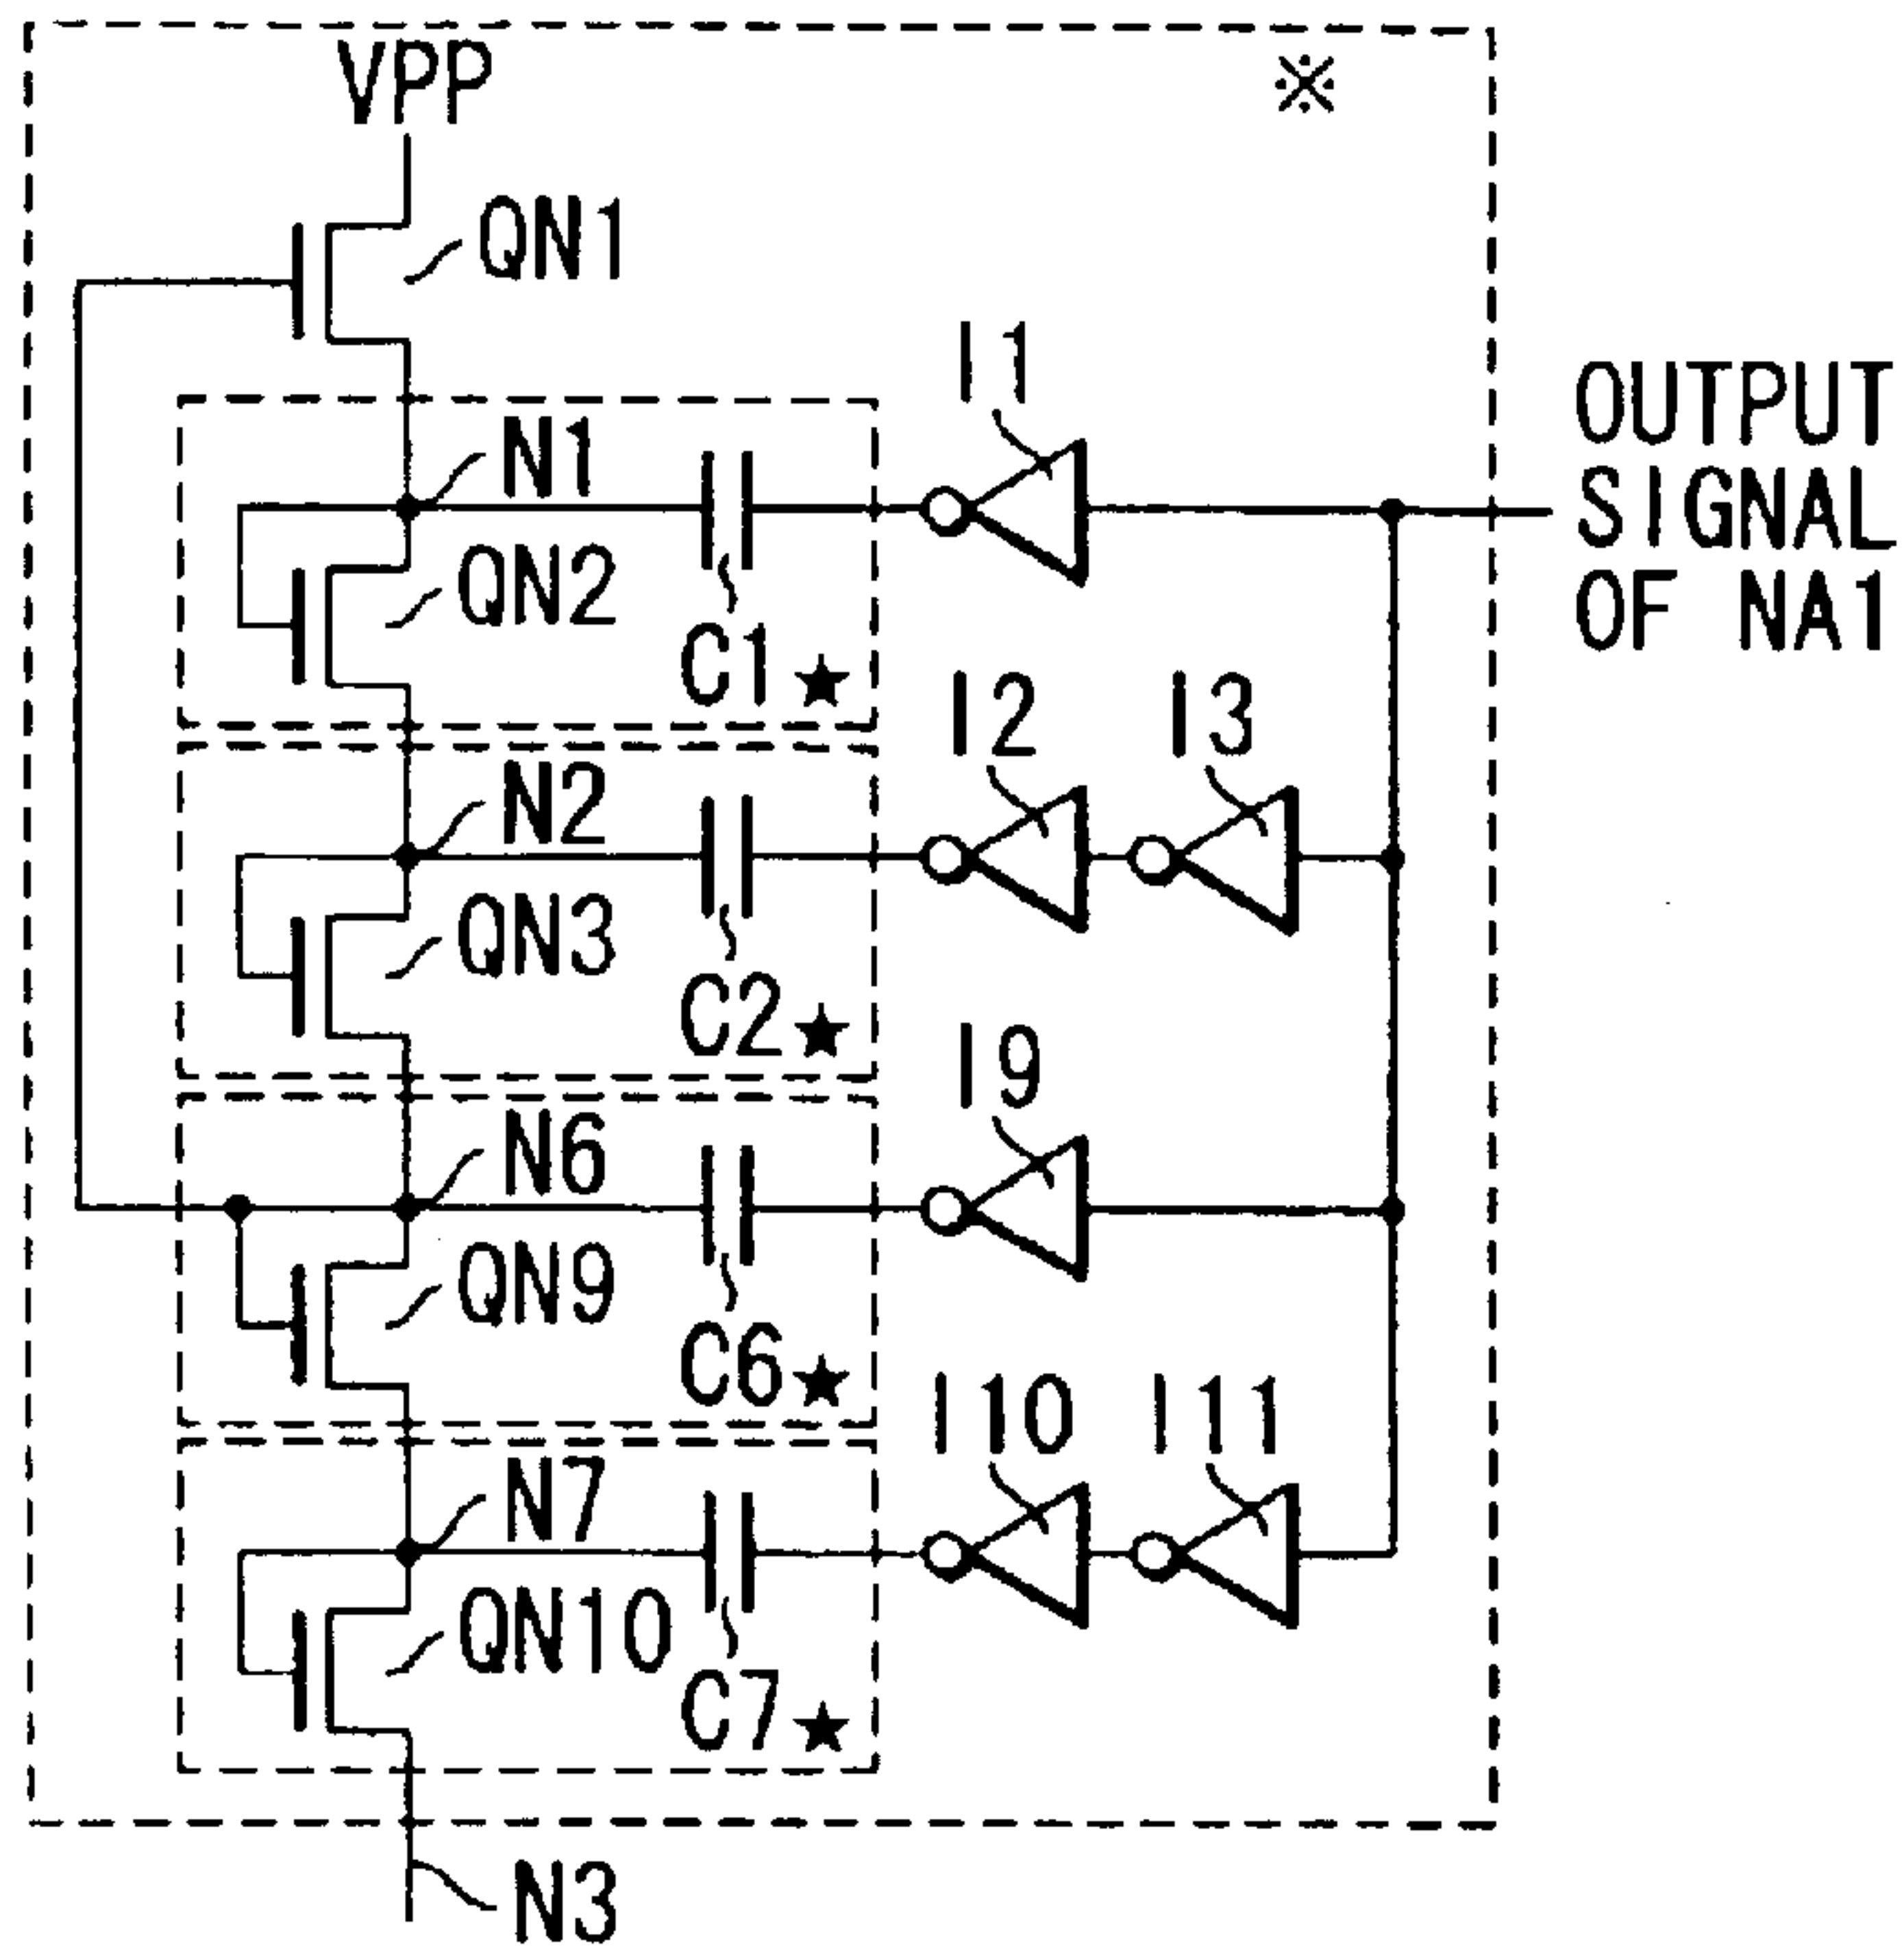 VPP
※
QN1
I1
N1
OUTPUT
SIGNAL
OF NA1
QN2
C1★
I2
I3
N2
QN3
C2★
I9
N6
QN9
C6★
I10
I11
N7
QN10
C7★
N3